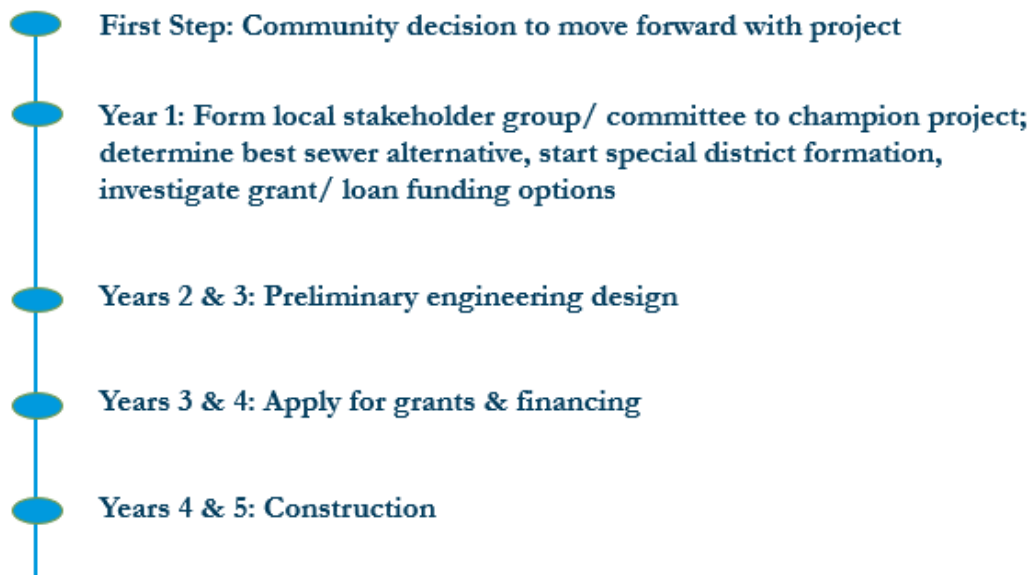 First Step: Community decision to move forward with project
Year 1: Form local stakeholder group/ committee to champion project;
determine best sewer alternative, start special district formation,
investigate grant/ loan funding options
Years 2 & 3: Preliminary engineering design
Years 3 & 4: Apply for grants & financing
Years 4 & 5: Construction